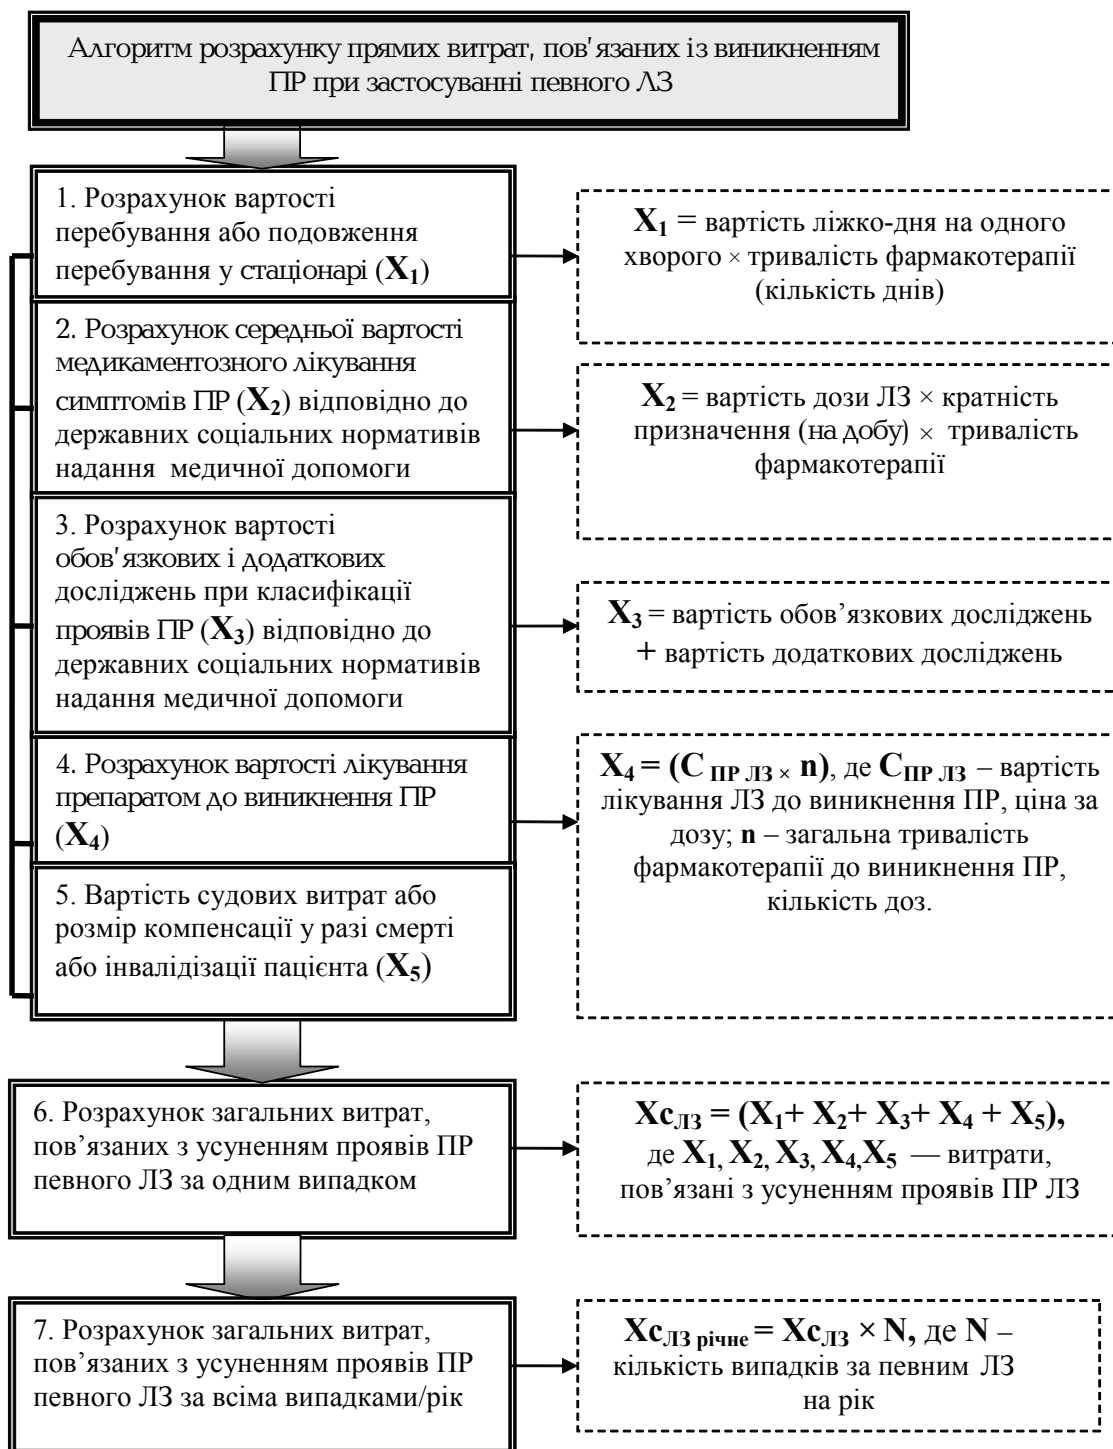 Алгоритм розрахунку прямих витрат, пов'язаних із виникненням
ПР при застосуванні певного ЛЗ
1. Розрахунок вартості
перебування або подовження
перебування у стаціонарі (X₁)
X₁ = вартість ліжко-дня на одного
хворого × тривалість фармакотерапії
(кількість днів)
2. Розрахунок середньої вартості
медикаментозного лікування
симптомів ПР (X₂) відповідно до
державних соціальних нормативів
надання медичної допомоги
X₂ = вартість дози ЛЗ × кратність
призначення (на добу) × тривалість
фармакотерапії
3. Розрахунок вартості
обов'язкових і додаткових
досліджень при класифікації
проявів ПР (X₃) відповідно до
державних соціальних нормативів
надання медичної допомоги
X₃ = вартість обов’язкових досліджень
+ вартість додаткових досліджень
4. Розрахунок вартості лікування
препаратом до виникнення ПР
(X₄)
X₄ = (C ПР ЛЗ × n), де C ПР ЛЗ – вартість
лікування ЛЗ до виникнення ПР, ціна за
дозу; n – загальна тривалість
фармакотерапії до виникнення ПР,
кількість доз.
5. Вартість судових витрат або
розмір компенсації у разі смерті
або інвалідизації пацієнта (X₅)
6. Розрахунок загальних витрат,
пов’язаних з усуненням проявів ПР
певного ЛЗ за одним випадком
Xc ЛЗ = (X₁+ X₂+ X₃+ X₄ + X₅),
де X₁, X₂, X₃, X₄,X₅ — витрати,
пов’язані з усуненням проявів ПР ЛЗ
7. Розрахунок загальних витрат,
пов’язаних з усуненням проявів ПР
певного ЛЗ за всіма випадками/рік
Xc ЛЗ річне = Xc ЛЗ × N, де N –
кількість випадків за певним ЛЗ
на рік